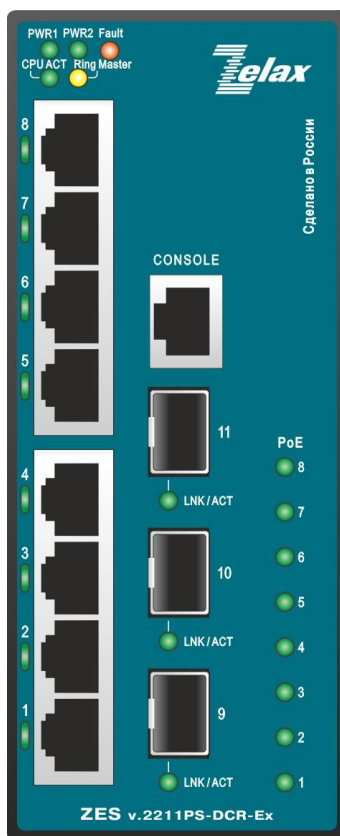 PWR1 PWR2 Fault
CPU ACT Ring Master
Zelax
Сделано в России
8
7
6
5
4
3
2
1
CONSOLE
11
LNK/ACT
10
LNK/ACT
9
LNK/ACT
PoE
8
7
6
5
4
3
2
1
ZES v.2211PS-DCR-Ex